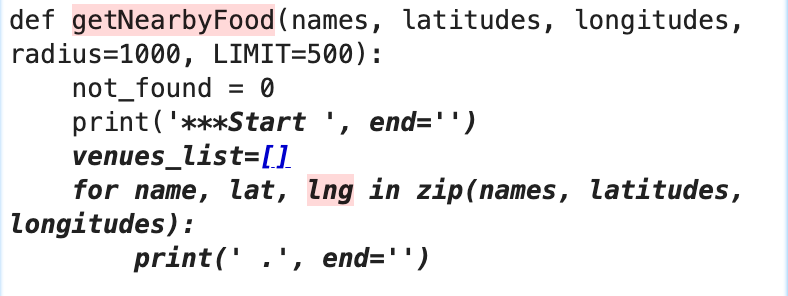 def getNearbyFood(names, latitudes, longitudes,
radius=1000, LIMIT=500):
    not_found = 0
    print('***Start ', end='')
    venues_list=[]
    for name, lat, lng in zip(names, latitudes,
longitudes):
        print(' .', end='')